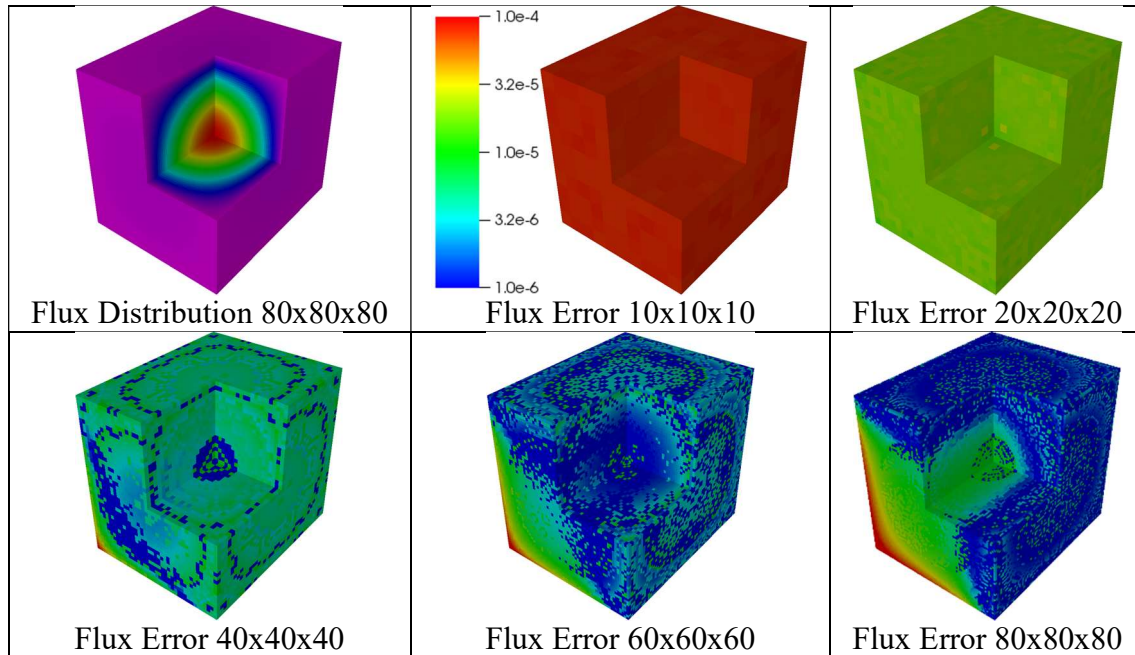 1.0e-4
3.2e-5
1.0e-5
3.2e-6
1.0e-6
Flux Distribution 80x80x80
Flux Error 10x10x10
Flux Error 20x20x20
Flux Error 40x40x40
Flux Error 60x60x60
Flux Error 80x80x80